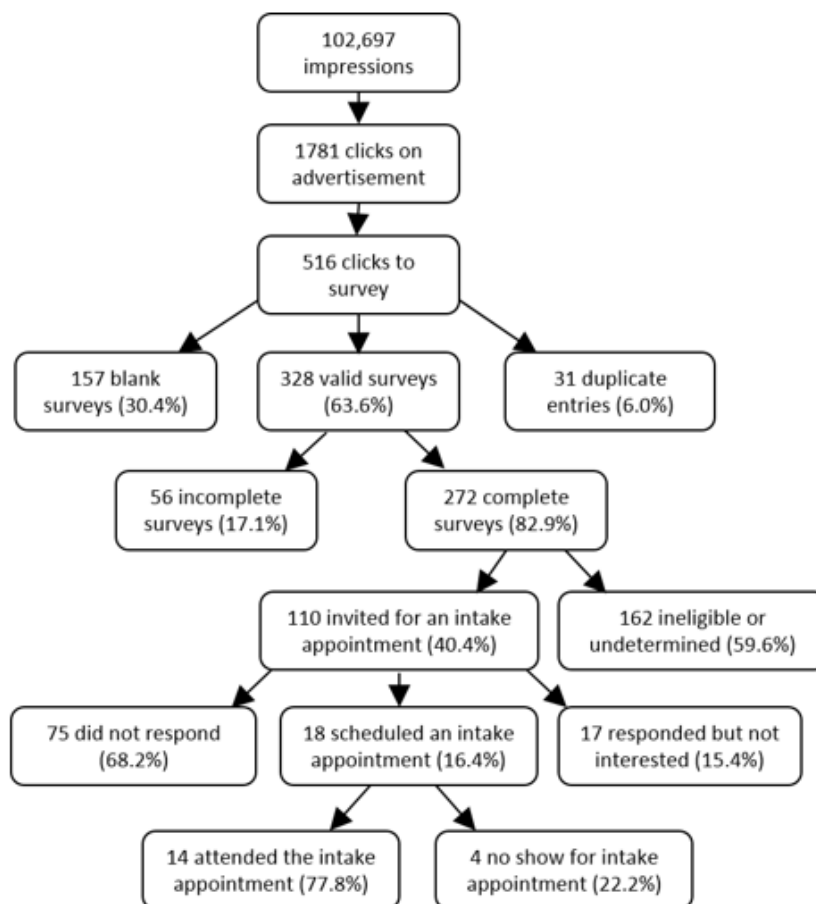 102,697
impressions
1781 clicks on
advertisement
516 clicks to
survey
157 blank
surveys (30.4%)
328 valid surveys
(63.6%)
31 duplicate
entries (6.0%)
56 incomplete
surveys (17.1%)
272 complete
surveys (82.9%)
110 invited for an intake
appointment (40.4%)
162 ineligible or
undetermined (59.6%)
75 did not respond
(68.2%)
18 scheduled an intake
appointment (16.4%)
17 responded but not
interested (15.4%)
14 attended the intake
appointment (77.8%)
4 no show for intake
appointment (22.2%)